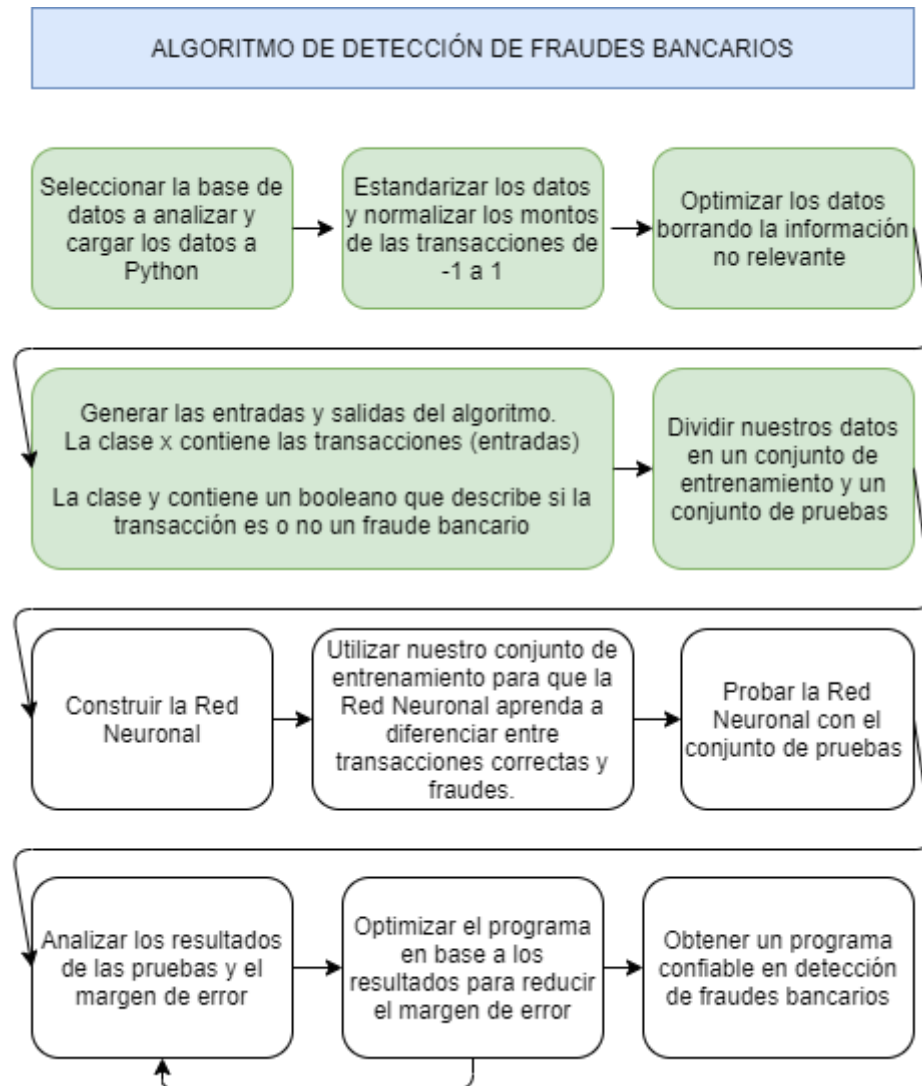 ALGORITMO DE DETECCIÓN DE FRAUDES BANCARIOS
Seleccionar la base de
datos a analizar y
cargar los datos a
Python
Estandarizar los datos
y normalizar los montos
de las transacciones de
-1 a 1
Optimizar los datos
borrando la información
no relevante
Generar las entradas y salidas del algoritmo.
La clase x contiene las transacciones (entradas)
La clase y contiene un booleano que describe si la
transacción es o no un fraude bancario
Dividir nuestros datos
en un conjunto de
entrenamiento y un
conjunto de pruebas
Construir la Red
Neuronal
Utilizar nuestro conjunto de
entrenamiento para que la
Red Neuronal aprenda a
diferenciar entre
transacciones correctas y
fraudes.
Probar la Red
Neuronal con el
conjunto de pruebas
Analizar los resultados
de las pruebas y el
margen de error
Optimizar el programa
en base a los
resultados para reducir
el margen de error
Obtener un programa
confiable en detección
de fraudes bancarios